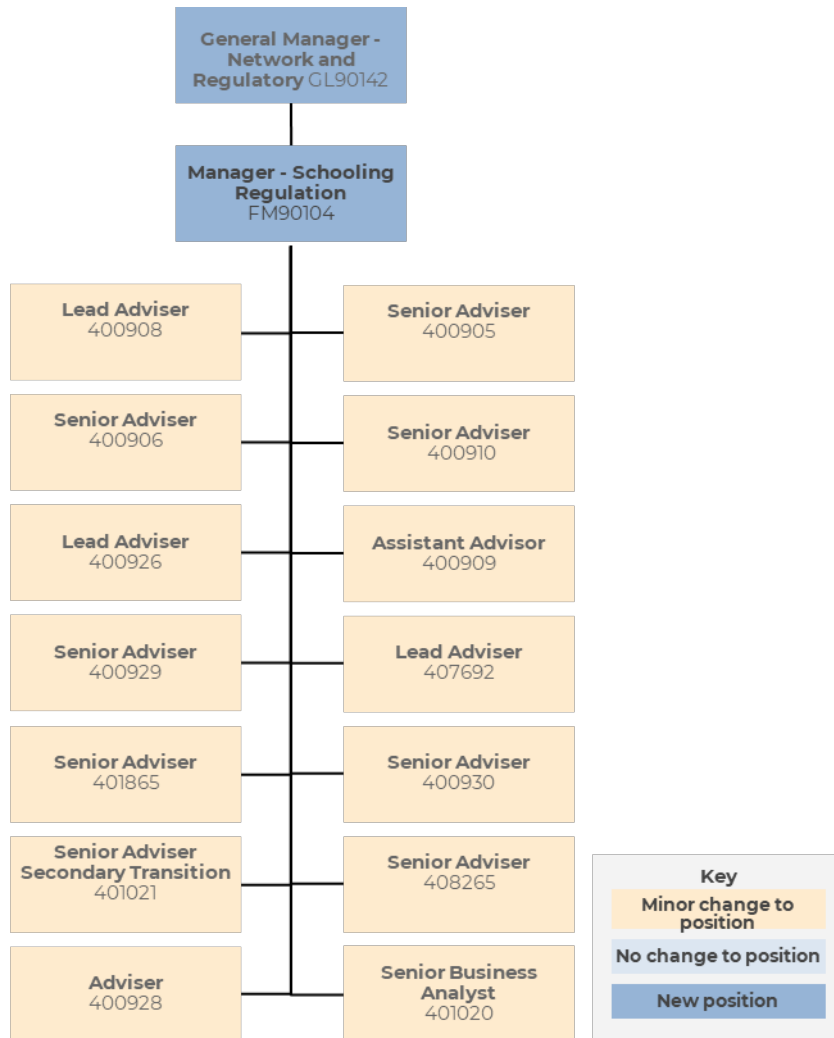 General Manager -
Network and
Regulatory GL90142
Manager - Schooling
Regulation
FM90104
Lead Adviser
400908
Senior Adviser
400905
Senior Adviser
400906
Senior Adviser
400910
Lead Adviser
400926
Assistant Advisor
400909
Senior Adviser
400929
Lead Adviser
407692
Senior Adviser
401865
Senior Adviser
400930
Senior Adviser
Secondary Transition
401021
Senior Adviser
408265
Adviser
400928
Senior Business
Analyst
401020
Key
Minor change to
position
No change to position
New position